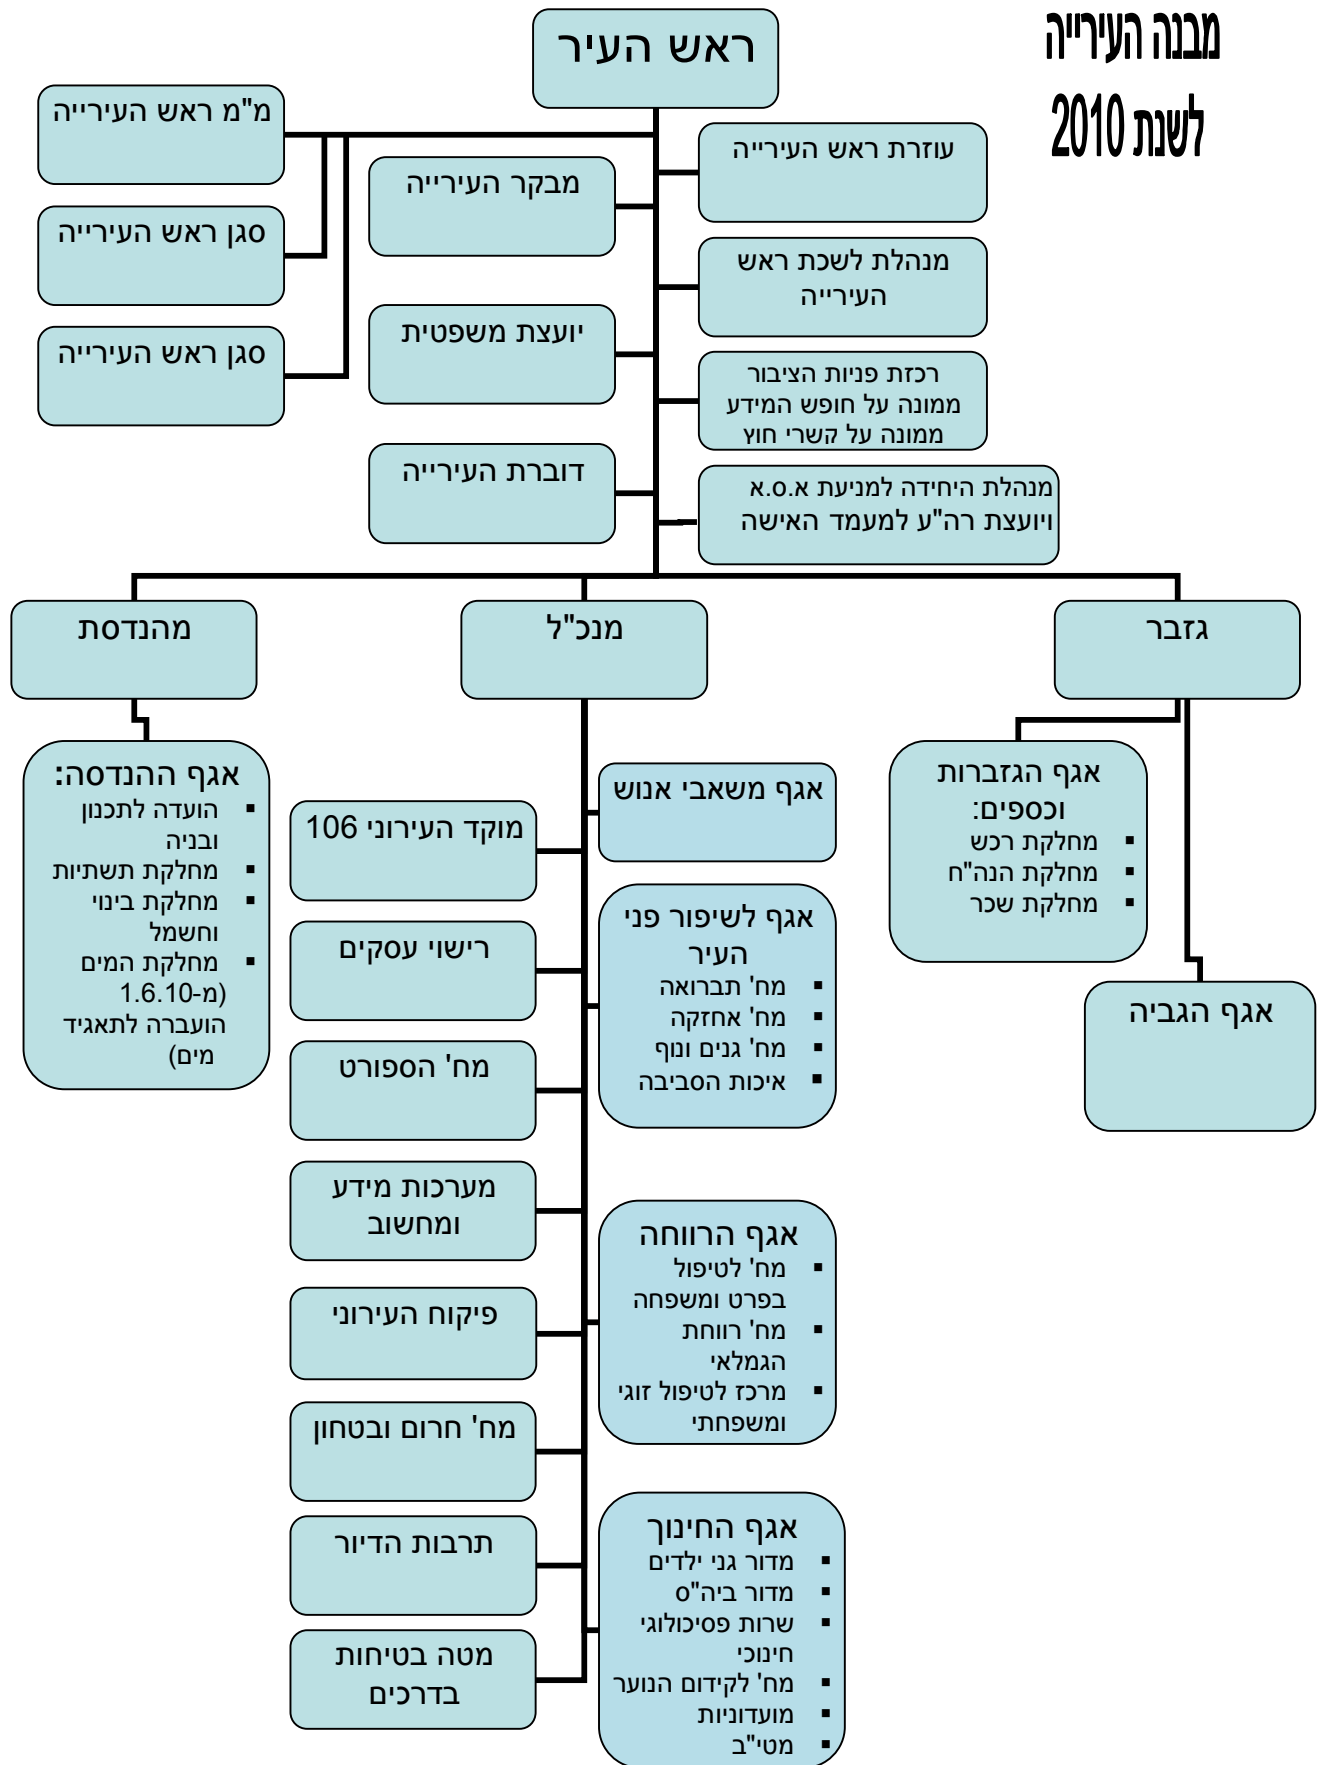 מבנה העירייה
לשנת 2010
ראש העיר
מ"מ ראש העירייה
סגן ראש העירייה
סגן ראש העירייה
עוזרת ראש העירייה
מבקר העירייה
מנהלת לשכת ראש
העירייה
יועצת משפטית
רכזת פניות הציבור
ממונה על חופש המידע
ממונה על קשרי חוץ
דוברת העירייה
מנהלת היחידה למניעת א.ס.א
ויועצת רה"ע למעמד האישה
גזבר
מנכ"ל
מהנדסת
אגף הגזברות
וכספים:
▪ מחלקת רכש
▪ מחלקת הנה"ח
▪ מחלקת שכר
אגף הגביה
אגף משאבי אנוש
אגף לשיפור פני
העיר
▪ מח' תברואה
▪ מח' אחזקה
▪ מח' גנים ונוף
▪ איכות הסביבה
אגף הרווחה
▪ מח' לטיפול
בפרט ומשפחה
▪ מח' רווחת
הגמלאי
▪ מרכז לטיפול זוגי
ומשפחתי
אגף החינוך
▪ מדור גני ילדים
▪ מדור ביה"ס
▪ שרות פסיכולוגי
חינוכי
▪ מח' לקידום הנוער
▪ מועדוניות
▪ מטי"ב
מוקד העירוני 106
רישוי עסקים
מח' הספורט
מערכות מידע
ומחשוב
פיקוח העירוני
מח' חרום ובטחון
תרבות הדיור
מטה בטיחות
בדרכים
אגף ההנדסה:
▪ הועדה לתכנון
ובניה
▪ מחלקת תשתיות
▪ מחלקת בינוי
וחשמל
▪ מחלקת המים
(מ-1.6.10
הועברה לתאגיד
מים)